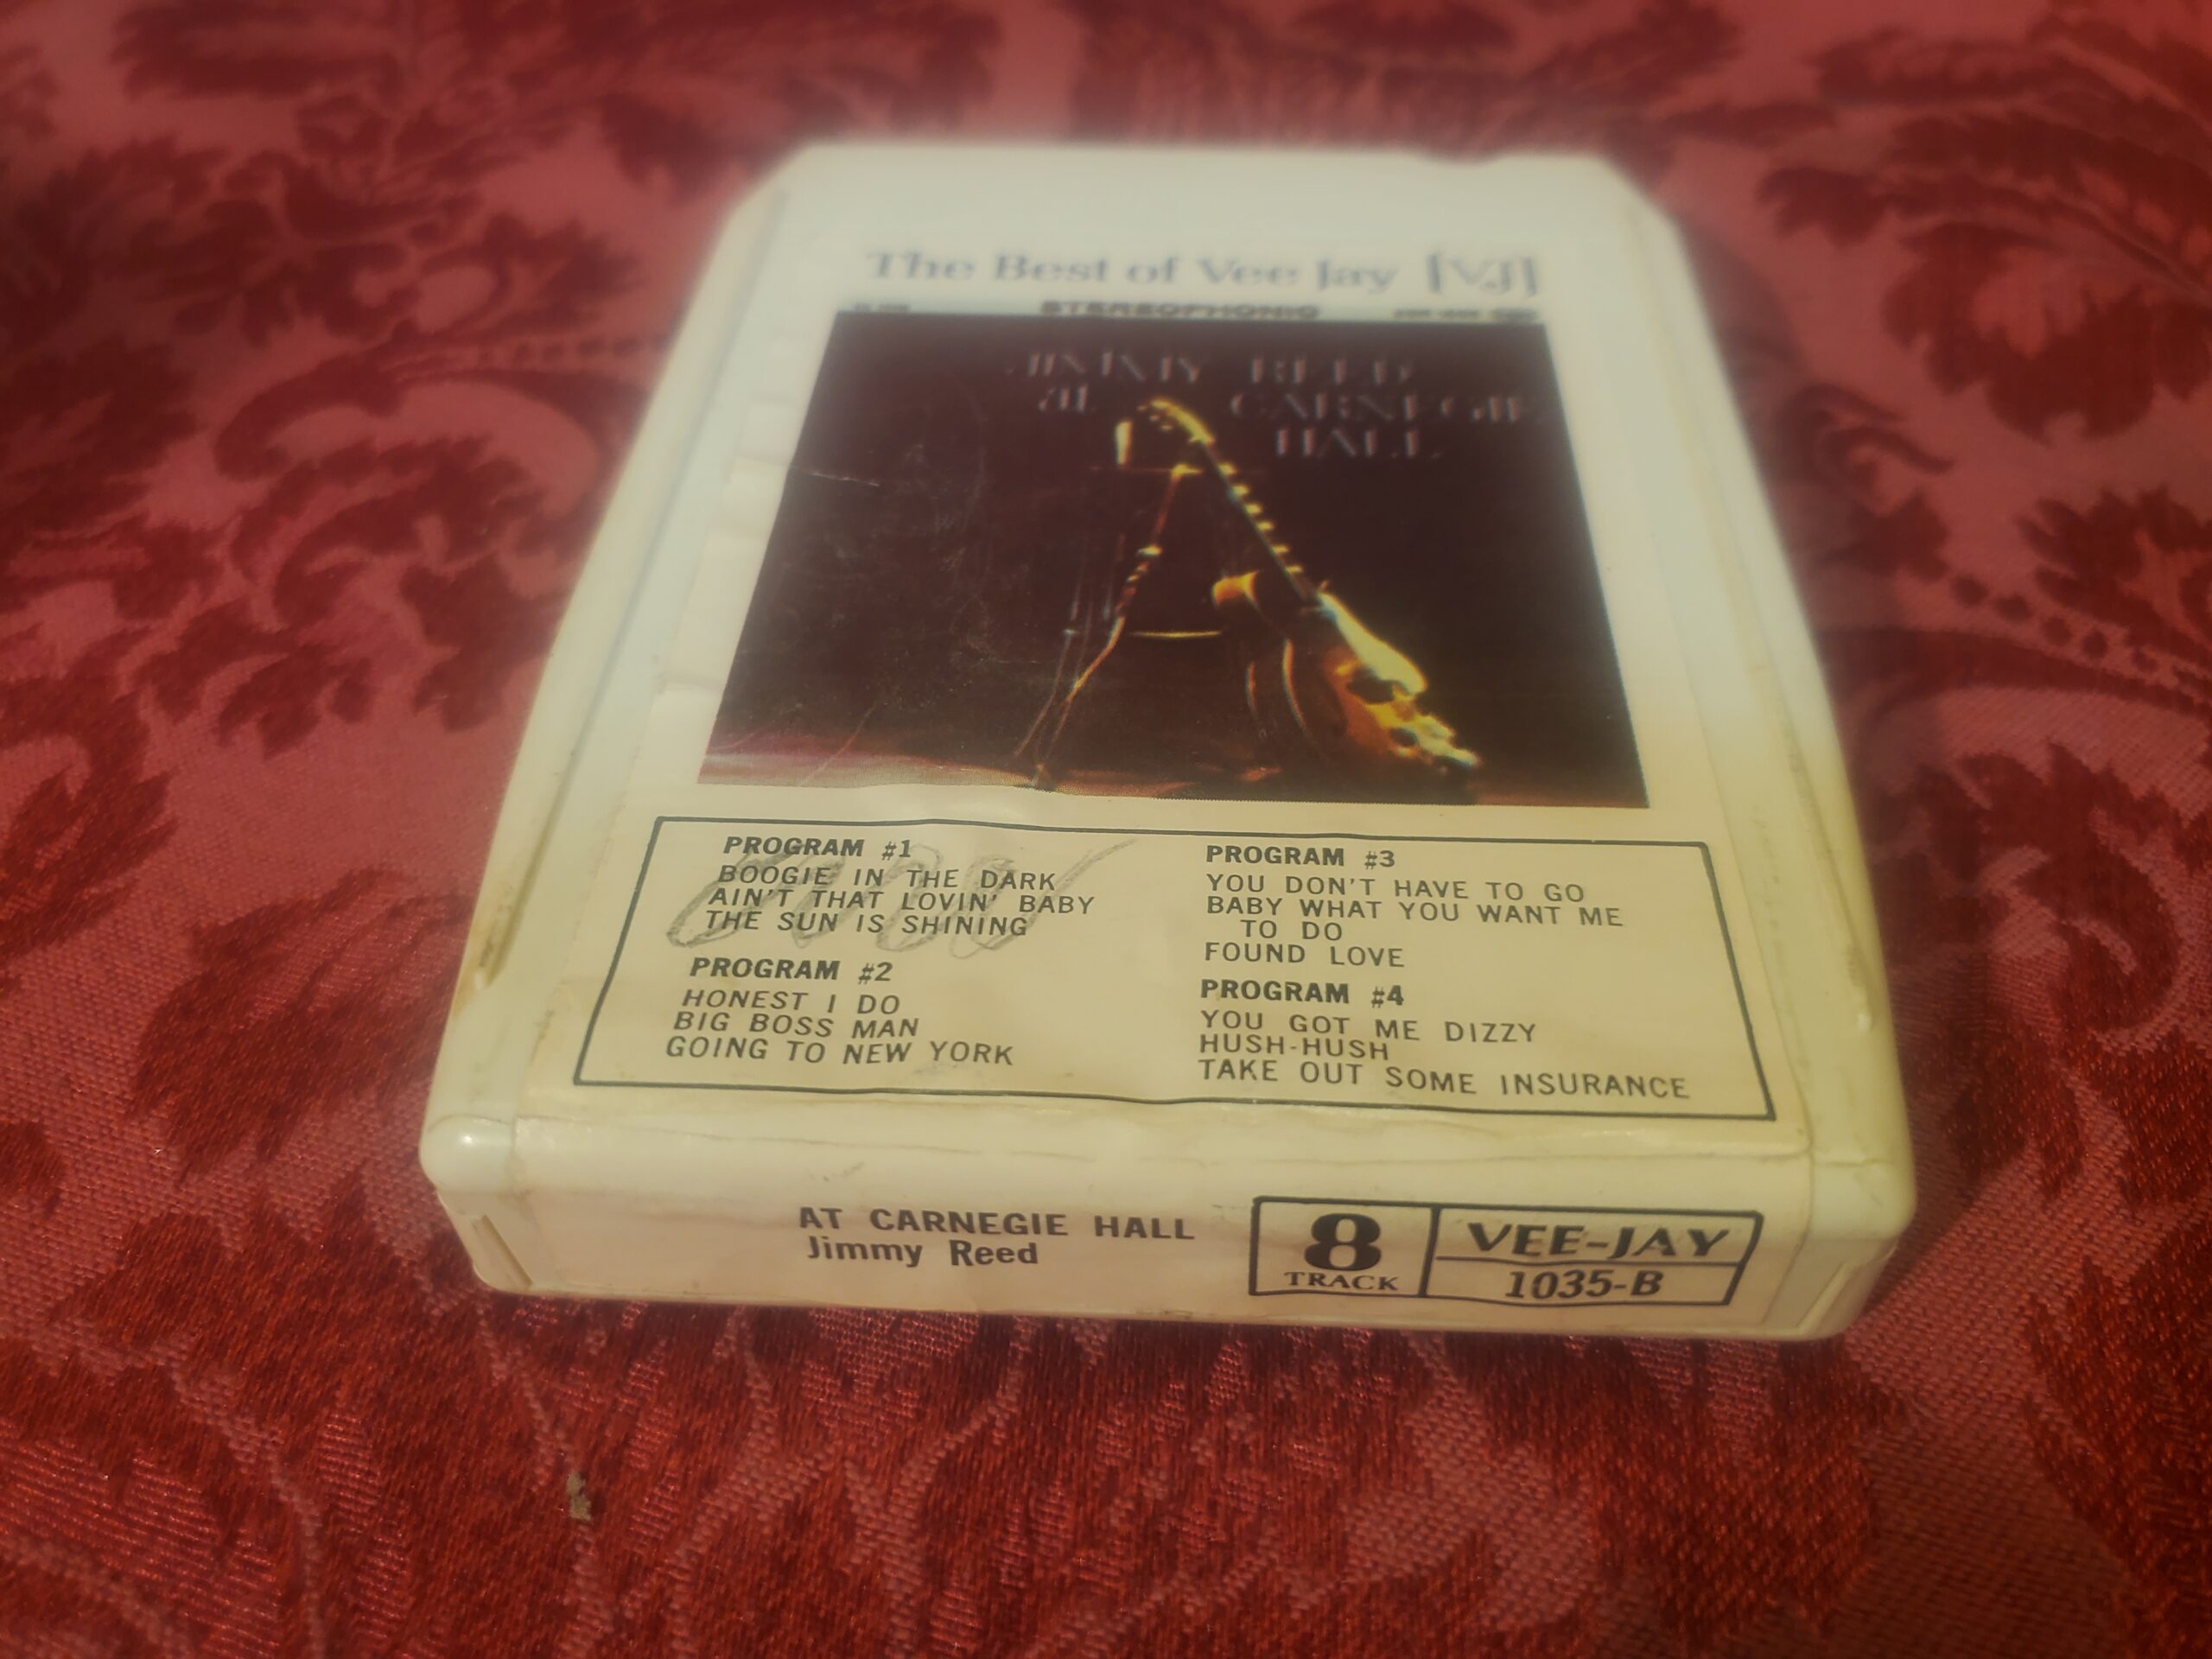 The Best of Vee Jay [VJ]
STEREOPHONIC
JIMMY REED
at CARNEGIE
HALL
PROGRAM #1
BOOGIE IN THE DARK
AIN'T THAT LOVIN' BABY
THE SUN IS SHINING
PROGRAM #2
HONEST I DO
BIG BOSS MAN
GOING TO NEW YORK
PROGRAM #3
YOU DON'T HAVE TO GO
BABY WHAT YOU WANT ME
TO DO
FOUND LOVE
PROGRAM #4
YOU GOT ME DIZZY
HUSH-HUSH
TAKE OUT SOME INSURANCE
AT CARNEGIE HALL
Jimmy Reed
8
TRACK
VEE-JAY
1035-B